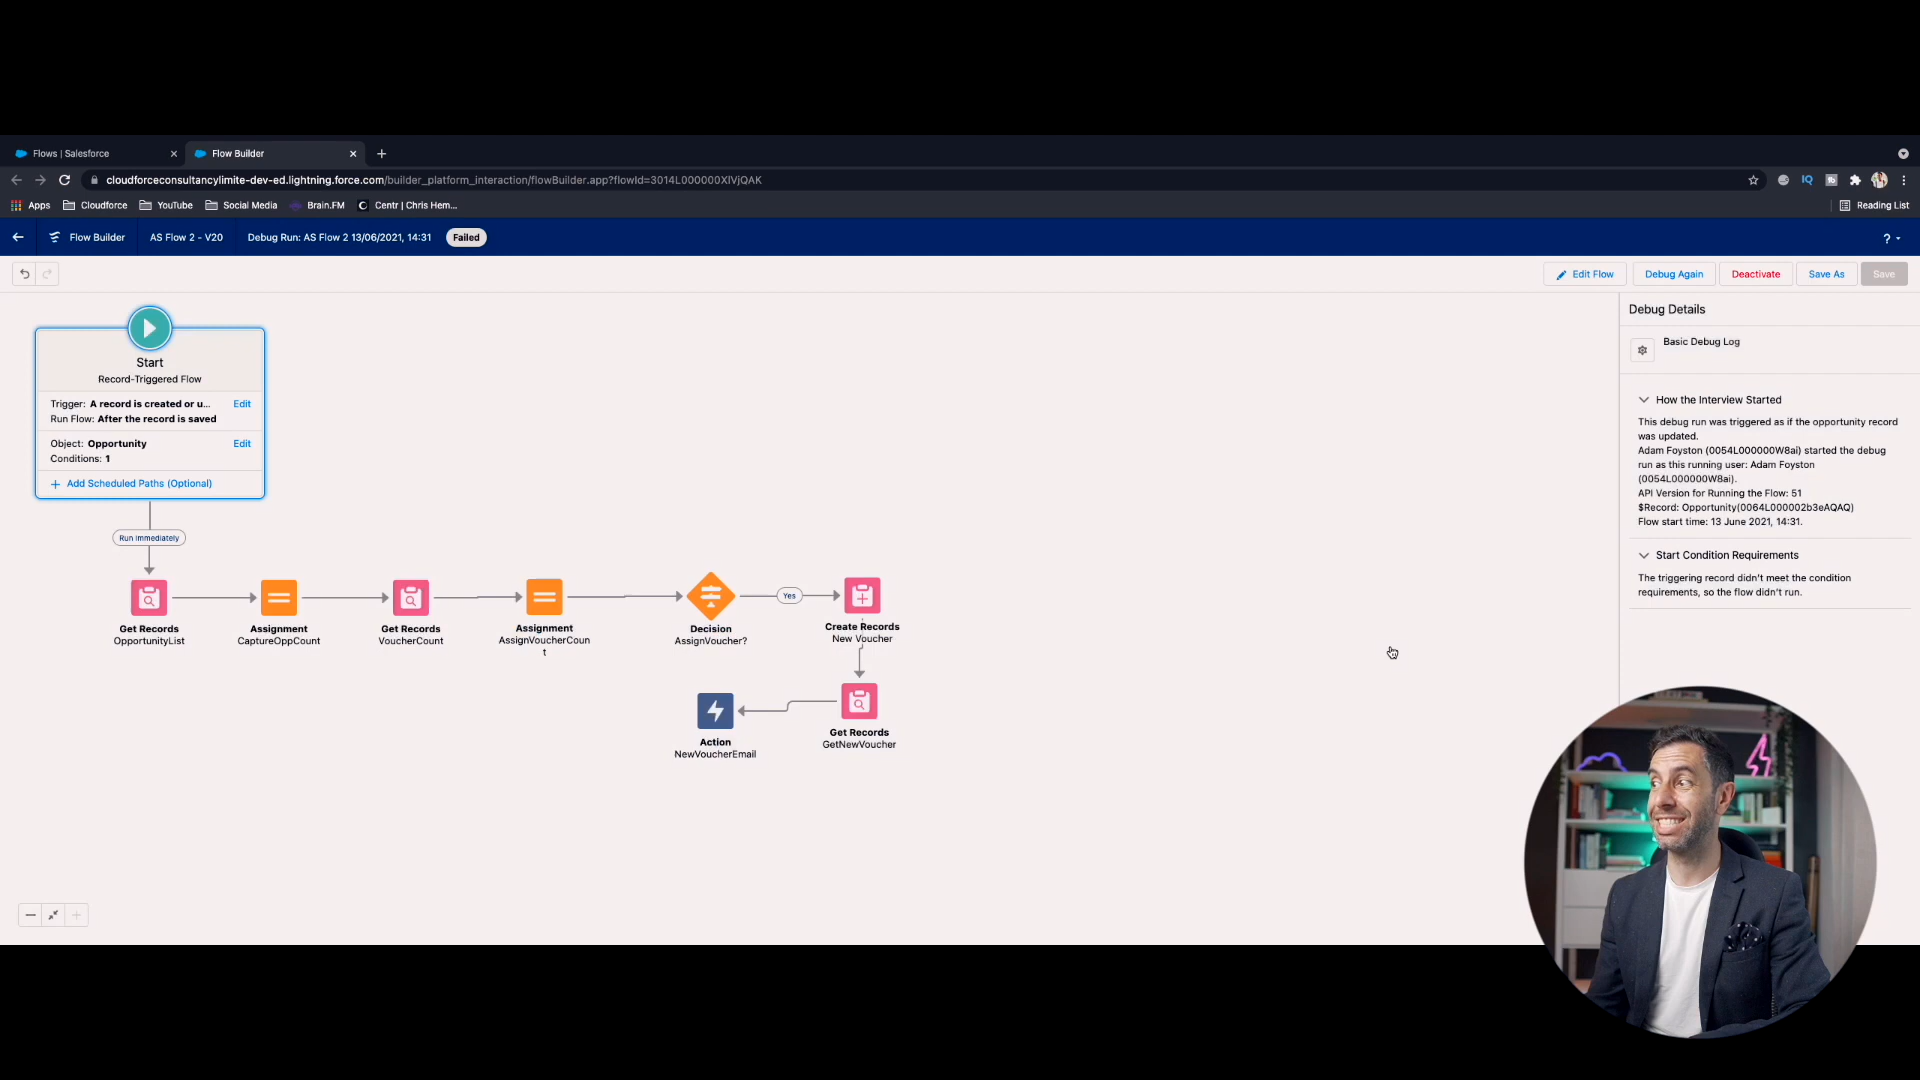 Flows | Salesforce
Flow Builder
cloudforceconsultancylimite-dev-ed.lightning.force.com/builder_platform_interaction/flowBuilder.app?flowId=3014L000000XlVjQAK
Apps
Cloudforce
YouTube
Social Media
Brain.FM
Centr | Chris Hem...
Reading List
Flow Builder
AS Flow 2 - V20
Debug Run: AS Flow 2 13/06/2021, 14:31
Failed
?
Edit Flow
Debug Again
Deactivate
Save As
Save
Start
Record-Triggered Flow
Trigger: A record is created or u...
Edit
Run Flow: After the record is saved
Object: Opportunity
Edit
Conditions: 1
+ Add Scheduled Paths (Optional)
Run Immediately
Get Records
OpportunityList
Assignment
CaptureOppCount
Get Records
VoucherCount
Assignment
AssignVoucherCoun
t
Decision
AssignVoucher?
Yes
Create Records
New Voucher
Get Records
GetNewVoucher
Action
NewVoucherEmail
Debug Details
Basic Debug Log
How the Interview Started
This debug run was triggered as if the opportunity record
was updated.
Adam Foyston (0054L000000W8ai) started the debug
run as this running user: Adam Foyston
(0054L000000W8ai).
API Version for Running the Flow: 51
$Record: Opportunity(0064L000002b3eAQAQ)
Flow start time: 13 June 2021, 14:31.
Start Condition Requirements
The triggering record didn't meet the condition
requirements, so the flow didn't run.